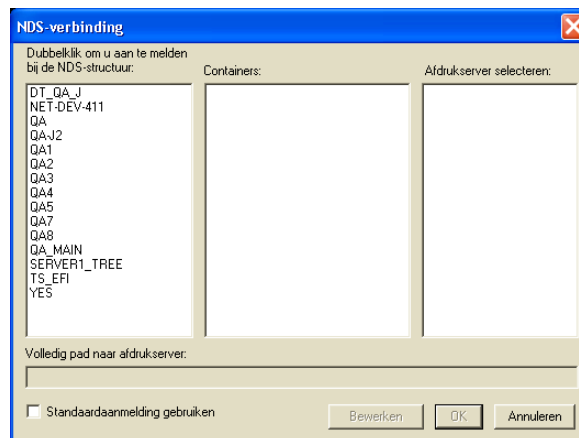 NDS-verbinding
Dubbelklik om u aan te melden
bij de NDS-structuur:
Containers:
Afdrukserver selecteren:
DT_QA_J
NET-DEV-411
QA
QA-J2
QA1
QA2
QA3
QA4
QA5
QA7
QA8
QA_MAIN
SERVER1_TREE
TS_EFI
YES
Volledig pad naar afdrukserver:
Standaardaanmelding gebruiken
Bewerken
OK
Annuleren